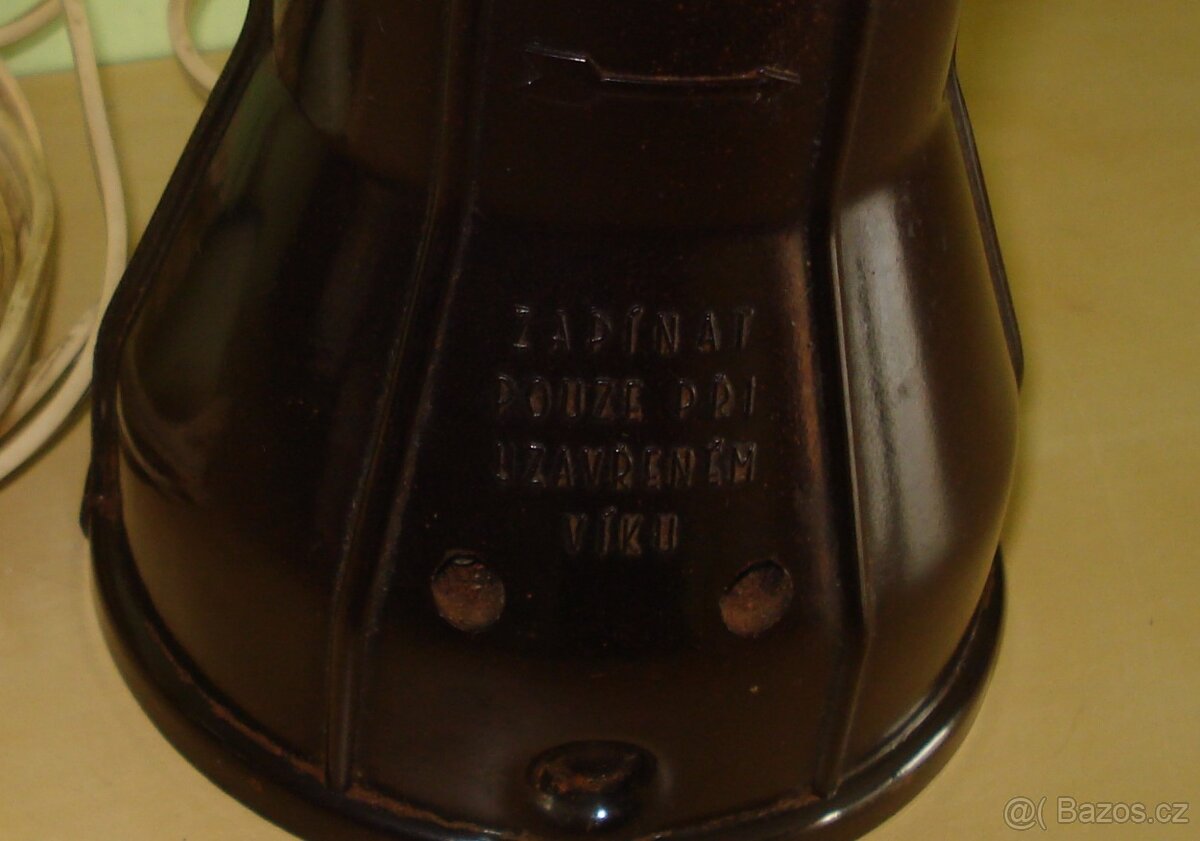 ZAPÍNAT
POUZE PŘI
UZAVŘENÉM
VÍKU
@( Bazos.cz